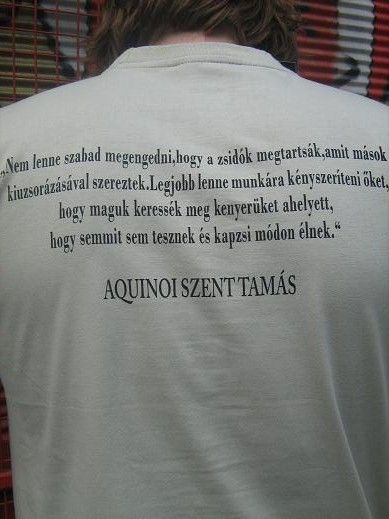 „Nem lenne szabad megengedni,hogy a zsidók megtartsák,amit mások
kiuzsorázásával szereztek.Legjobb lenne munkára kényszeríteni őket,
hogy maguk keressék meg kenyerüket ahelyett,
hogy semmit sem tesznek és kapzsi módon élnek.“
AQUINOI SZENT TAMÁS